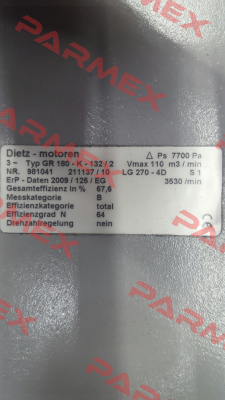 PARMEX
Dietz - motoren
3 ~ Typ GR 180 - K - 132 / 2 Δ Ps 7700 Pa
NR. 981041 211137 / 10 Vmax 110 m3 / min
ErP - Daten 2009 / 125 / EG LG 270 - 4D S 1
Gesamteffizienz in % 67,6 3530 /min
Messkategorie B
Effizienzkategorie total
Effizienzgrad N 64
Drehzahlregelung nein
CE
PARMEX
PARMEX